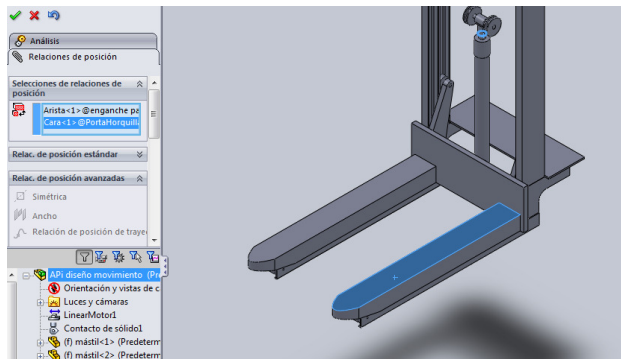 Análisis
Relaciones de posición
Selecciones de relaciones de
posición
Arista<1>@enganche pa
Cara<1>@PortaHorquilla
Relac. de posición estándar
Relac. de posición avanzadas
Simétrica
Ancho
Relación de posición de traye
APi diseño movimiento (Pr
Orientación y vistas de c
Luces y cámaras
LinearMotor1
Contacto de sólido1
(f) mástil<1> (Predeterm
(f) mástil<2> (Predeterm